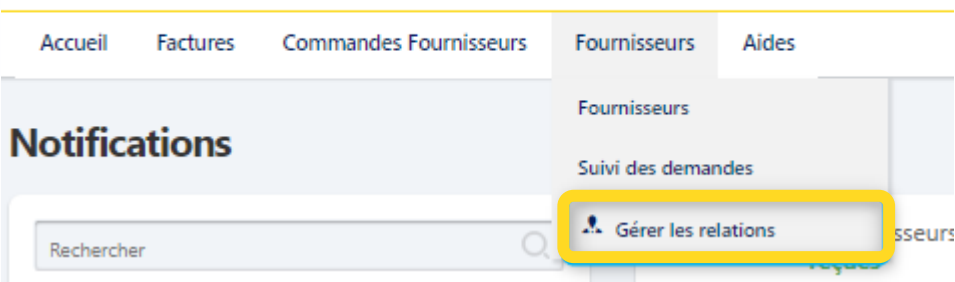 Accueil Factures Commandes Fournisseurs Fournisseurs Aides
Fournisseurs
Notifications
Suivi des demandes
Gérer les relations
Rechercher